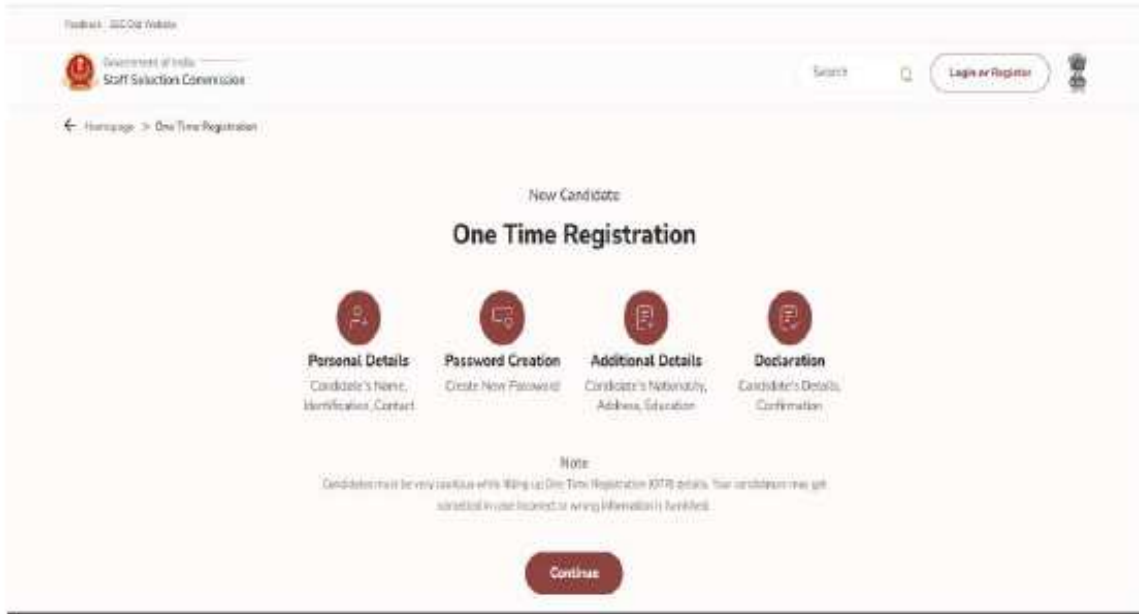 Feedback SSC Old Website
Government of India
Staff Selection Commission
Search
Login or Register
Homepage > One Time Registration
New Candidate
One Time Registration
Personal Details
Candidate's Name,
Identification, Contact
Password Creation
Create New Password
Additional Details
Candidate's Nationality,
Address, Education
Declaration
Candidate's Details,
Confirmation
Note
Candidates must be very cautious while filling up One Time Registration (OTR) details. Your candidature may get
cancelled in case incorrect or wrong information is furnished.
Continue